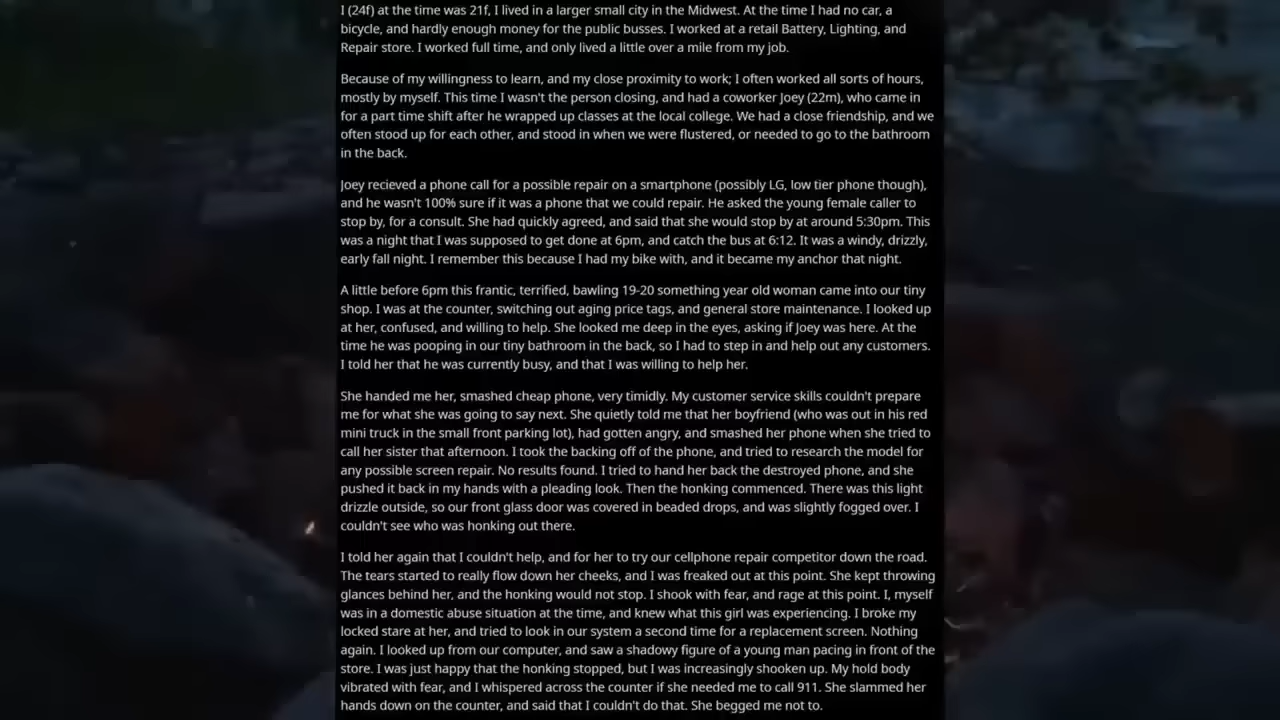 I (24f) at the time was 21f, I lived in a larger small city in the Midwest. At the time I had no car, a
bicycle, and hardly enough money for the public busses. I worked at a retail Battery, Lighting, and
Repair store. I worked full time, and only lived a little over a mile from my job.
Because of my willingness to learn, and my close proximity to work; I often worked all sorts of hours,
mostly by myself. This time I wasn't the person closing, and had a coworker Joey (22m), who came in
for a part time shift after he wrapped up classes at the local college. We had a close friendship, and we
often stood up for each other, and stood in when we were flustered, or needed to go to the bathroom
in the back.
Joey recieved a phone call for a possible repair on a smartphone (possibly LG, low tier phone though),
and he wasn't 100% sure if it was a phone that we could repair. He asked the young female caller to
stop by, for a consult. She had quickly agreed, and said that she would stop by at around 5:30pm. This
was a night that I was supposed to get done at 6pm, and catch the bus at 6:12. It was a windy, drizzly,
early fall night. I remember this because I had my bike with, and it became my anchor that night.
A little before 6pm this frantic, terrified, bawling 19-20 something year old woman came into our tiny
shop. I was at the counter, switching out aging price tags, and general store maintenance. I looked up
at her, confused, and willing to help. She looked me deep in the eyes, asking if Joey was here. At the
time he was pooping in our tiny bathroom in the back, so I had to step in and help out any customers.
I told her that he was currently busy, and that I was willing to help her.
She handed me her, smashed cheap phone, very timidly. My customer service skills couldn't prepare
me for what she was going to say next. She quietly told me that her boyfriend (who was out in his red
mini truck in the small front parking lot), had gotten angry, and smashed her phone when she tried to
call her sister that afternoon. I took the backing off of the phone, and tried to research the model for
any possible screen repair. No results found. I tried to hand her back the destroyed phone, and she
pushed it back in my hands with a pleading look. Then the honking commenced. There was this light
drizzle outside, so our front glass door was covered in beaded drops, and was slightly fogged over. I
couldn't see who was honking out there.
I told her again that I couldn't help, and for her to try our cellphone repair competitor down the road.
The tears started to really flow down her cheeks, and I was freaked out at this point. She kept throwing
glances behind her, and the honking would not stop. I shook with fear, and rage at this point. I, myself
was in a domestic abuse situation at the time, and knew what this girl was experiencing. I broke my
locked stare at her, and tried to look in our system a second time for a replacement screen. Nothing
again. I looked up from our computer, and saw a shadowy figure of a young man pacing in front of the
store. I was just happy that the honking stopped, but I was increasingly shooken up. My hold body
vibrated with fear, and I whispered across the counter if she needed me to call 911. She slammed her
hands down on the counter, and said that I couldn't do that. She begged me not to.